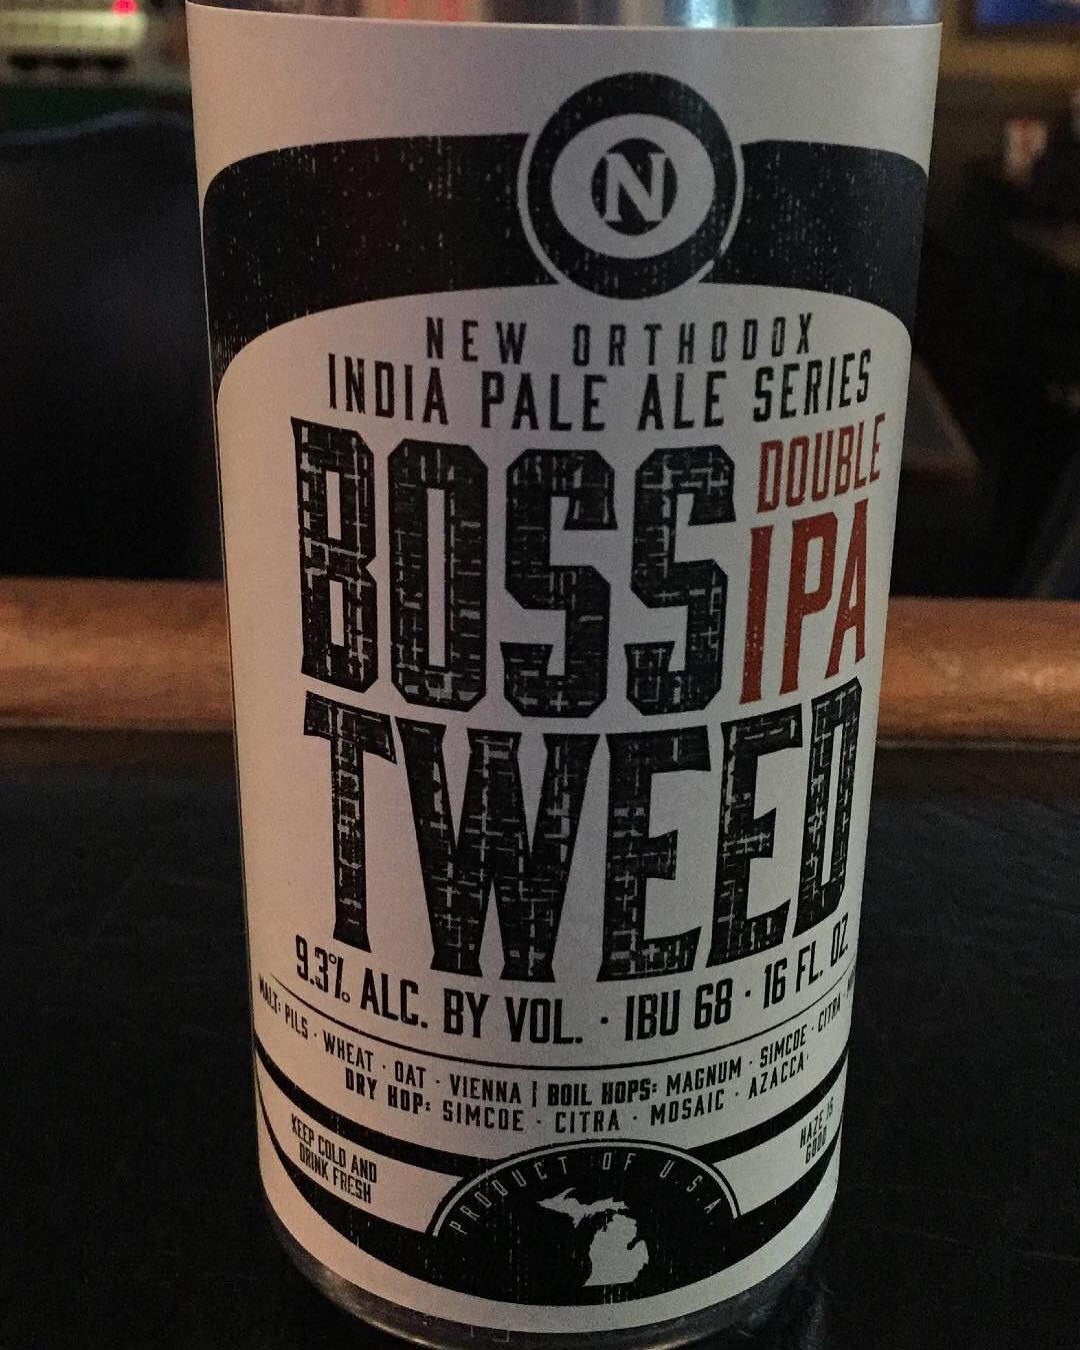 N
NEW ORTHODOX
INDIA PALE ALE SERIES
BOSS
DOUBLE
IPA
TWEED
9.3% ALC. BY VOL. · IBU 68 · 16 FL. OZ.
MALT: PILS · WHEAT · OAT · VIENNA | BOIL HOPS: MAGNUM · SIMCOE · CITRA ·
DRY HOP: SIMCOE · CITRA · MOSAIC · AZACCA
KEEP COLD AND
DRINK FRESH
HAZE IS
GOOD
PRODUCT OF U.S.A